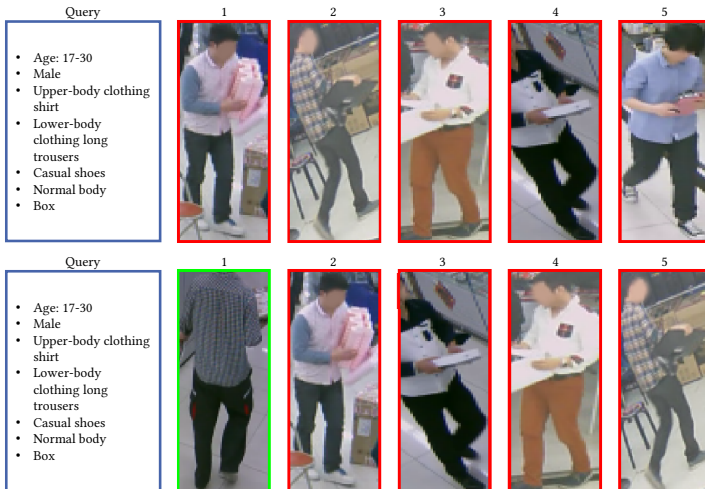 Query 1 2 3 4 5
• Age: 17-30
• Male
• Upper-body clothing
shirt
• Lower-body
clothing long
trousers
• Casual shoes
• Normal body
• Box
Query 1 2 3 4 5
• Age: 17-30
• Male
• Upper-body clothing
shirt
• Lower-body
clothing long
trousers
• Casual shoes
• Normal body
• Box